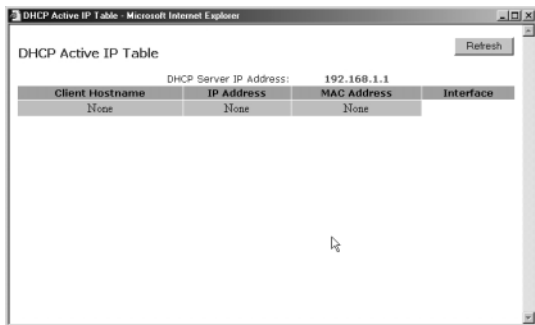 DHCP Active IP Table - Microsoft Internet Explorer
DHCP Active IP Table
Refresh
DHCP Server IP Address: 192.168.1.1
Client Hostname IP Address MAC Address Interface
None None None